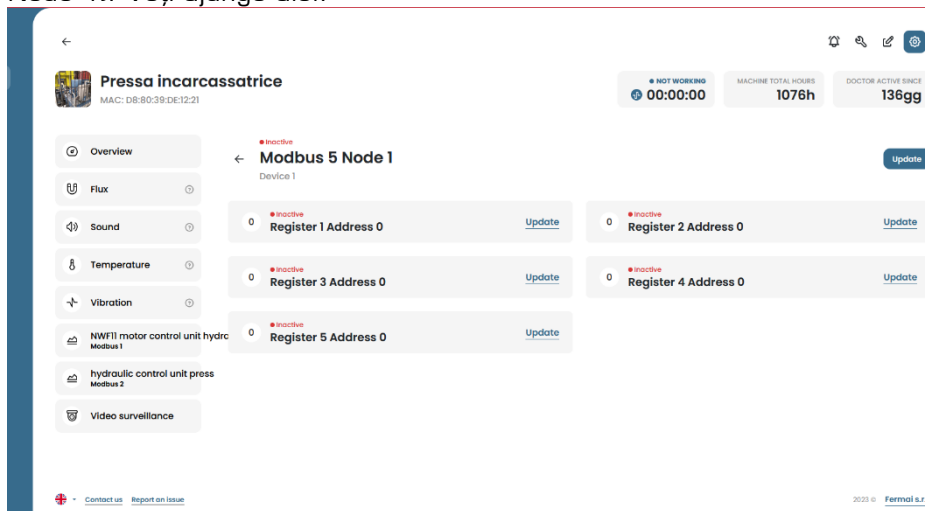 Pressa incarcassatrice
MAC: D8:80:39:DE:12:21
NOT WORKING
00:00:00
MACHINE TOTAL HOURS
1076h
DOCTOR ACTIVE SINCE
136gg
Overview
Flux
Sound
Temperature
Vibration
NWF11 motor control unit hydro
Modbus 1
hydraulic control unit press
Modbus 2
Video surveillance
Inactive
Modbus 5 Node 1
Device 1
Update
0 Inactive
Register 1 Address 0
Update
0 Inactive
Register 2 Address 0
Update
0 Inactive
Register 3 Address 0
Update
0 Inactive
Register 4 Address 0
Update
0 Inactive
Register 5 Address 0
Update
Contact us Report an issue
2023 © Fermai s.r.